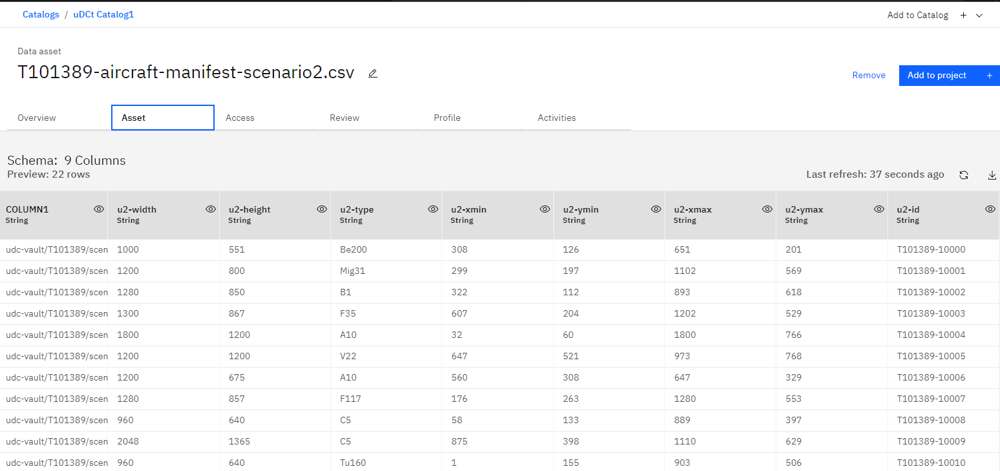 Catalogs / uDCt Catalog1
Add to Catalog +
Data asset
T101389-aircraft-manifest-scenario2.csv
Remove
Add to project +
Overview Asset Access Review Profile Activities
Schema: 9 Columns
Preview: 22 rows
Last refresh: 37 seconds ago
COLUMN1 u2-width u2-height u2-type u2-xmin u2-ymin u2-xmax u2-ymax u2-id
String String String String String String String String String
udc-vault/T101389/scen 1000 551 Be200 308 126 651 201 T101389-10000
udc-vault/T101389/scen 1200 800 Mig31 299 197 1102 569 T101389-10001
udc-vault/T101389/scen 1280 850 B1 322 112 893 618 T101389-10002
udc-vault/T101389/scen 1300 867 F35 607 204 1202 529 T101389-10003
udc-vault/T101389/scen 1800 1200 A10 32 60 1800 766 T101389-10004
udc-vault/T101389/scen 1200 1200 V22 647 521 973 768 T101389-10005
udc-vault/T101389/scen 1200 675 A10 560 308 647 329 T101389-10006
udc-vault/T101389/scen 1280 857 F117 176 263 1280 553 T101389-10007
udc-vault/T101389/scen 960 640 C5 58 133 889 397 T101389-10008
udc-vault/T101389/scen 2048 1365 C5 875 398 1110 629 T101389-10009
udc-vault/T101389/scen 960 640 Tu160 1 155 903 506 T101389-10010